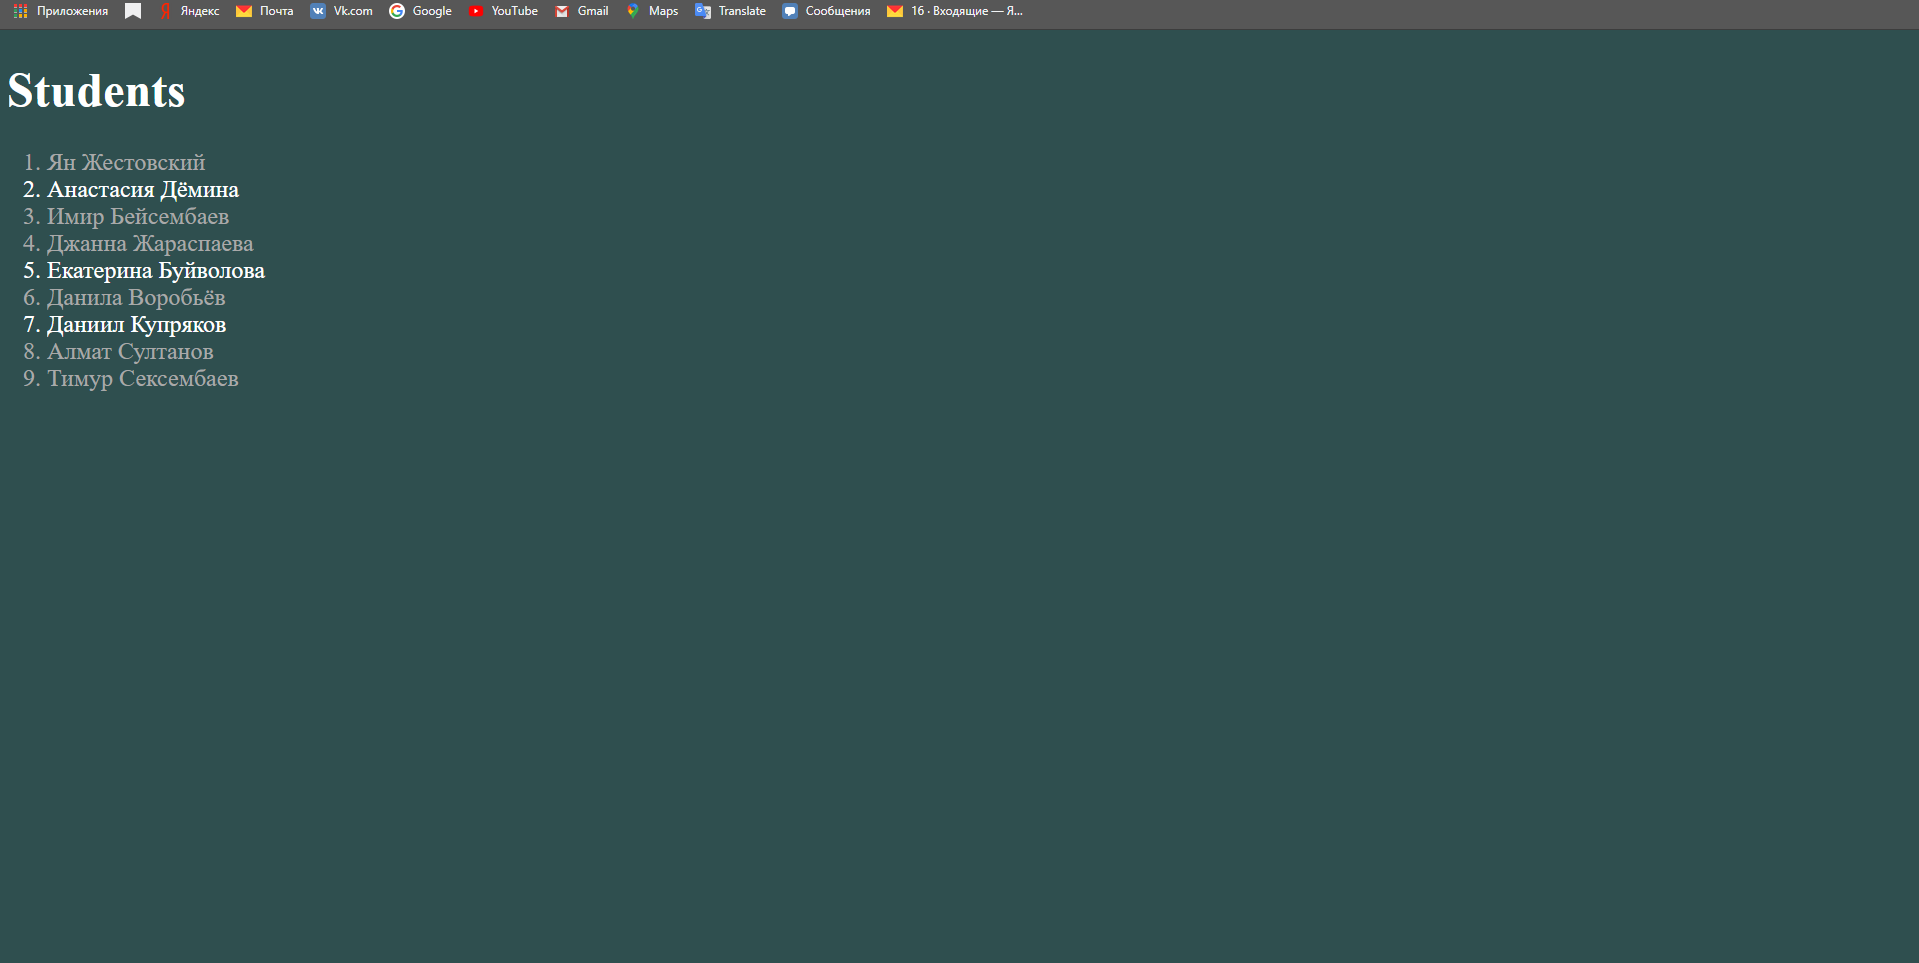 Приложения Яндекс Почта Vk.com Google YouTube Gmail Maps Translate Сообщения 16 · Входящие — Я...
Students
1. Ян Жестовский
2. Анастасия Дёмина
3. Имир Бейсембаев
4. Джанна Жараспаева
5. Екатерина Буйволова
6. Данила Воробьёв
7. Даниил Купряков
8. Алмат Султанов
9. Тимур Сексембаев